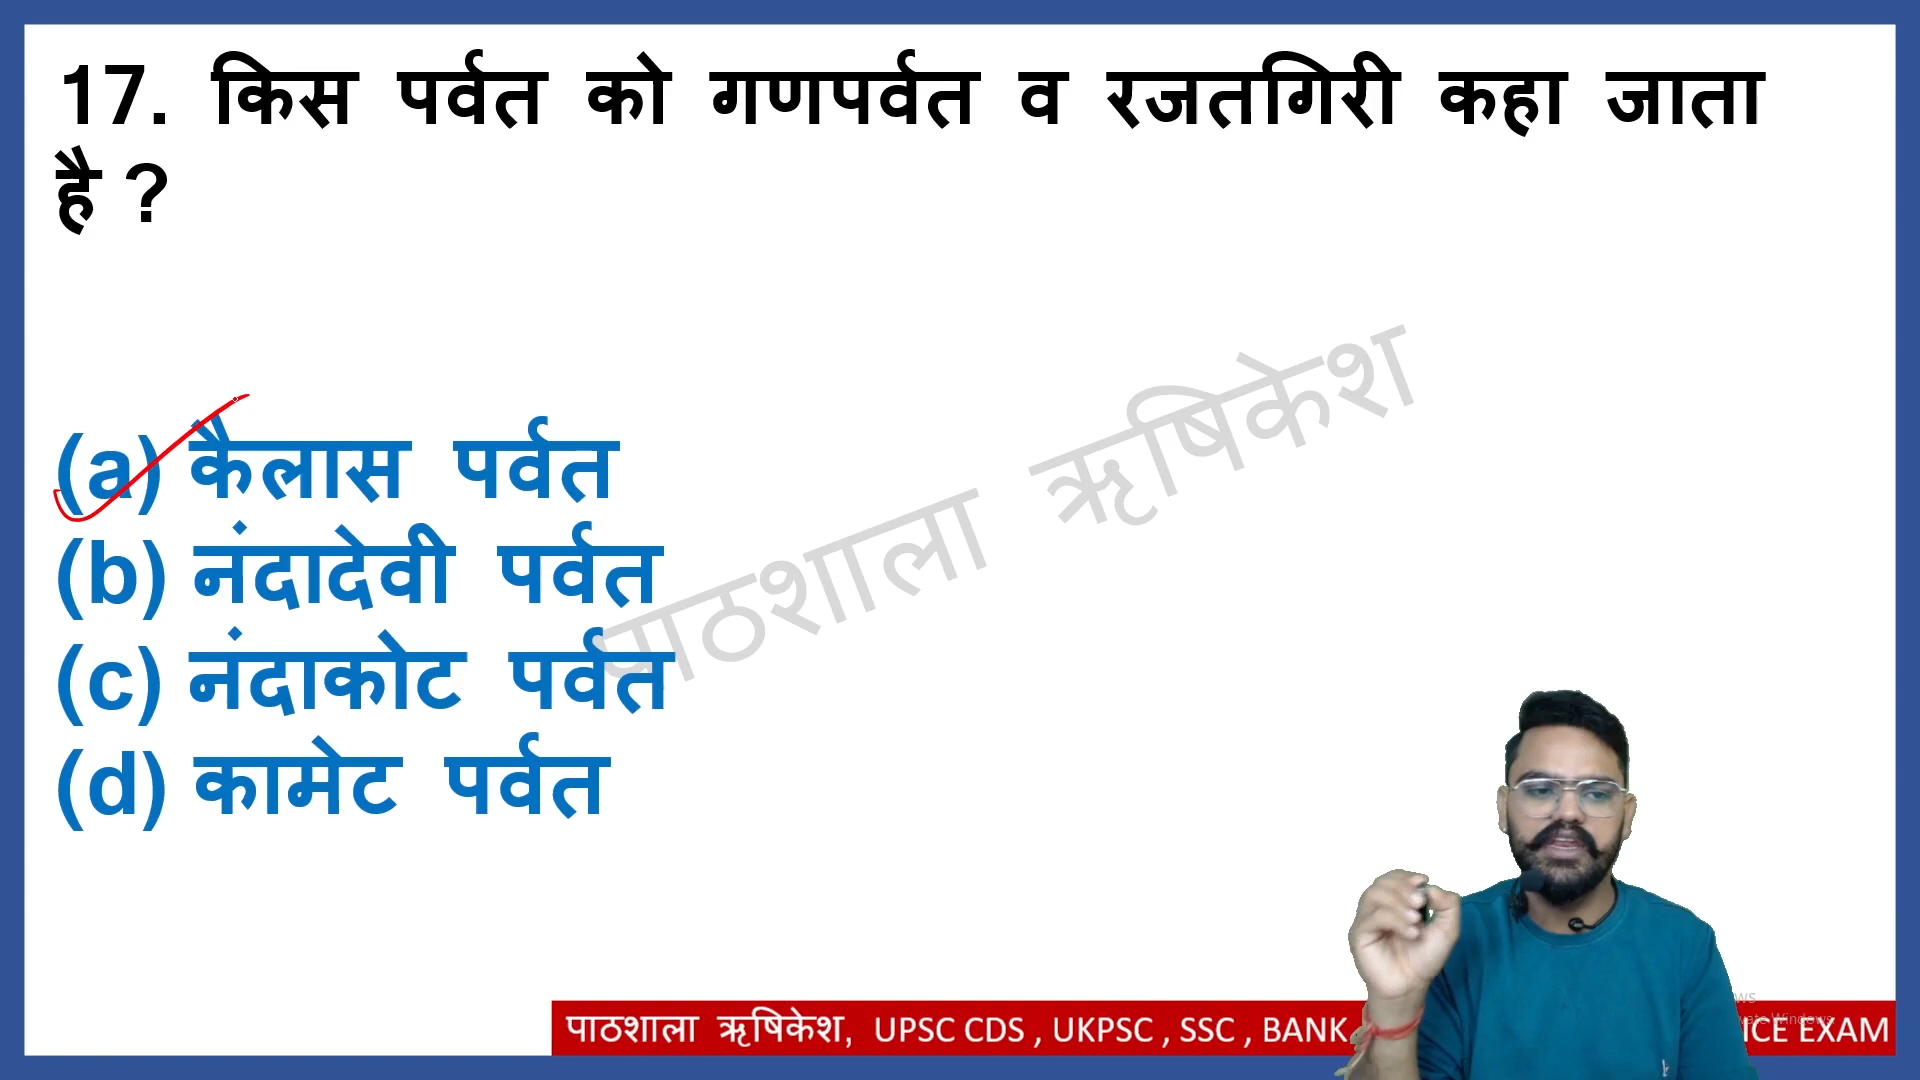 17. किस पर्वत को गणपर्वत व रजतगिरी कहा जाता
है ?
(a) कैलास पर्वत
(b) नंदादेवी पर्वत
(c) नंदाकोट पर्वत
(d) कामेट पर्वत
पाठशाला ऋषिकेश
पाठशाला ऋषिकेश, UPSC CDS , UKPSC , SSC , BANK EXAM